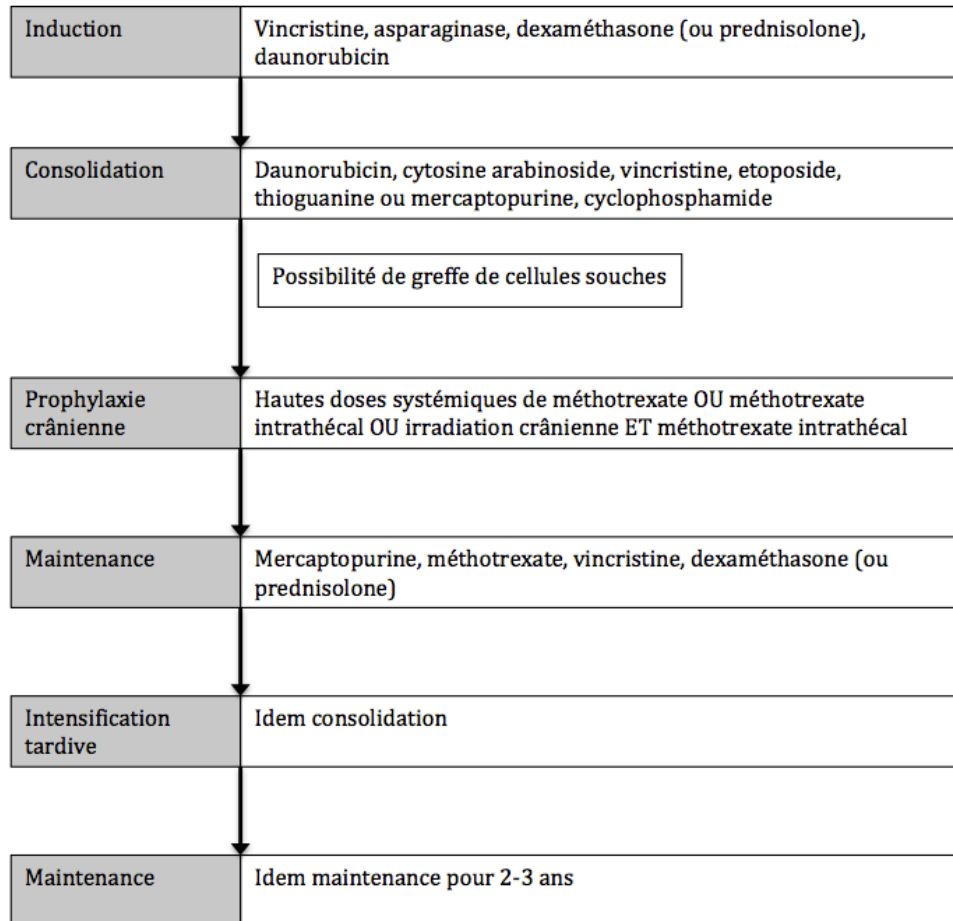 Induction
Vincristine, asparaginase, dexaméthasone (ou prednisolone),
daunorubicin
Consolidation
Daunorubicin, cytosine arabinoside, vincristine, etoposide,
thioguanine ou mercaptopurine, cyclophosphamide
Possibilité de greffe de cellules souches
Prophylaxie
crânienne
Hautes doses systémiques de méthotrexate OU méthotrexate
intrathécal OU irradiation crânienne ET méthotrexate intrathécal
Maintenance
Mercaptopurine, méthotrexate, vincristine, dexaméthasone (ou
prednisolone)
Intensification
tardive
Idem consolidation
Maintenance
Idem maintenance pour 2-3 ans